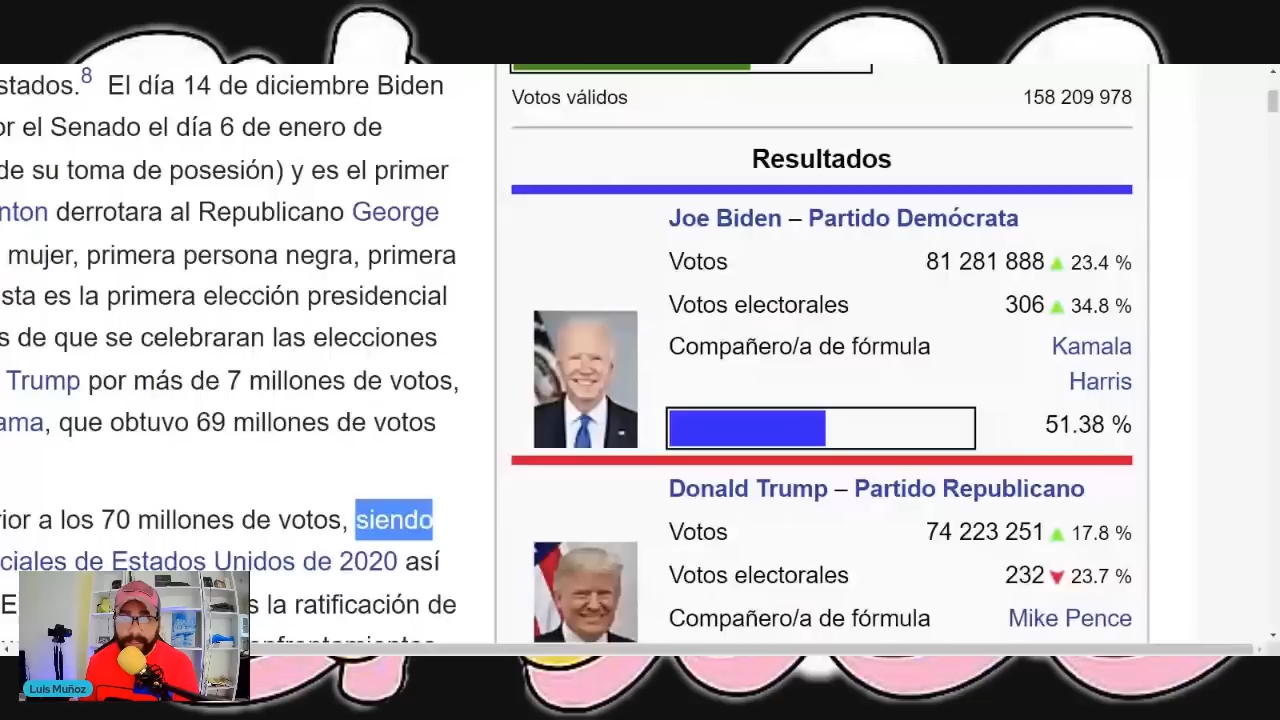 stados.8 El día 14 de diciembre Biden
or el Senado el día 6 de enero de
de su toma de posesión) y es el primer
nton derrotara al Republicano George
mujer, primera persona negra, primera
sta es la primera elección presidencial
s de que se celebraran las elecciones
Trump por más de 7 millones de votos,
ama, que obtuvo 69 millones de votos
rior a los 70 millones de votos, siendo
ciales de Estados Unidos de 2020 así
E
s la ratificación de
Votos válidos 158 209 978
Resultados
Joe Biden – Partido Demócrata
Votos 81 281 888 23.4 %
Votos electorales 306 34.8 %
Compañero/a de fórmula Kamala
Harris
51.38 %
Donald Trump – Partido Republicano
Votos 74 223 251 17.8 %
Votos electorales 232 23.7 %
Compañero/a de fórmula Mike Pence
Luis Muñoz